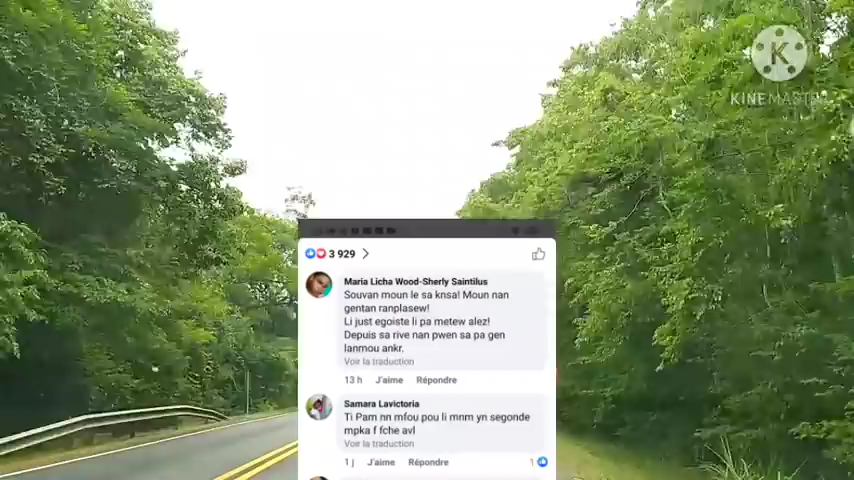 KINEMASTER
3 929
Maria Licha Wood-Sherly Saintilus
Souvan moun le sa knsa! Moun nan
gentan ranplasew!
Li just egoiste li pa metew alez!
Depuis sa rive nan pwen sa pa gen
lanmou ankr.
Voir la traduction
13 h J'aime Répondre
Samara Lavictoria
Ti Pam nn mfou pou li mnm yn segonde
mpka f fche avl
Voir la traduction
1 j J'aime Répondre 1